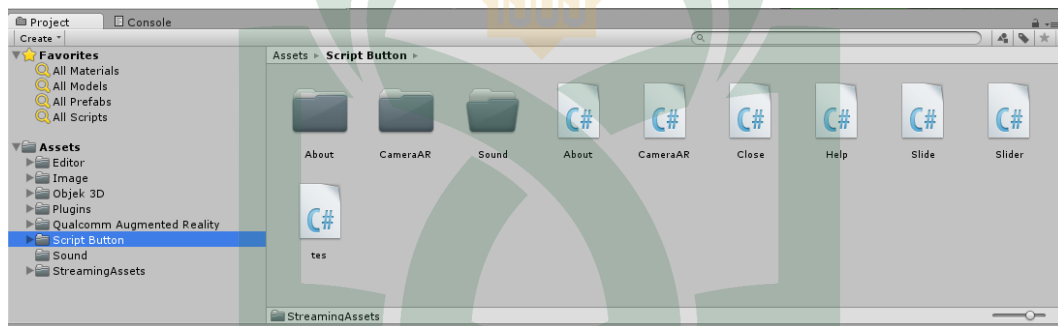 1808
Project Console
Create
Favorites
All Materials
All Models
All Prefabs
All Scripts
Assets
Editor
Image
Objek 3D
Plugins
Qualcomm Augmented Reality
Script Button
Sound
StreamingAssets
Assets ▸ Script Button ▸
About CameraAR Sound About CameraAR Close Help Slide Slider
C# C# C# C# C# C#
tes
C#
StreamingAssets